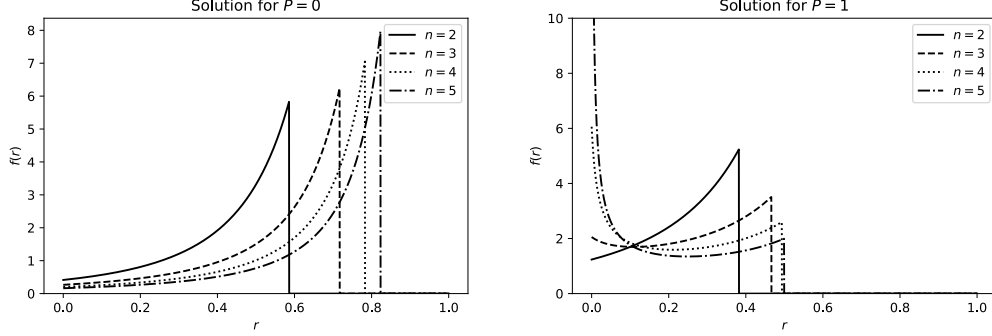 Solution for P = 0
8
7
6
5
4
3
2
1
0
f(r)
n = 2
n = 3
n = 4
n = 5
0.0 0.2 0.4 0.6 0.8 1.0
r
Solution for P = 1
10
8
6
4
2
0
f(r)
n = 2
n = 3
n = 4
n = 5
0.0 0.2 0.4 0.6 0.8 1.0
r